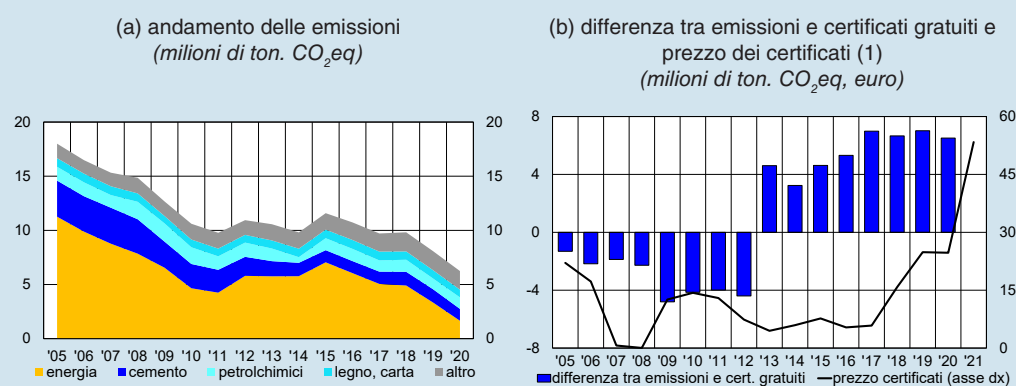 (a) andamento delle emissioni
(milioni di ton. CO₂eq)
(b) differenza tra emissioni e certificati gratuiti e
prezzo dei certificati (1)
(milioni di ton. CO₂eq, euro)
20 20
15 15
10 10
5 5
0 0
'05 '06 '07 '08 '09 '10 '11 '12 '13 '14 '15 '16 '17 '18 '19 '20
energia cemento petrolchimici legno, carta altro
8 60
4 45
0 30
-4 15
-8 0
'05 '06 '07 '08 '09 '10 '11 '12 '13 '14 '15 '16 '17 '18 '19 '20 '21
differenza tra emissioni e cert. gratuiti prezzo certificati (asse dx)